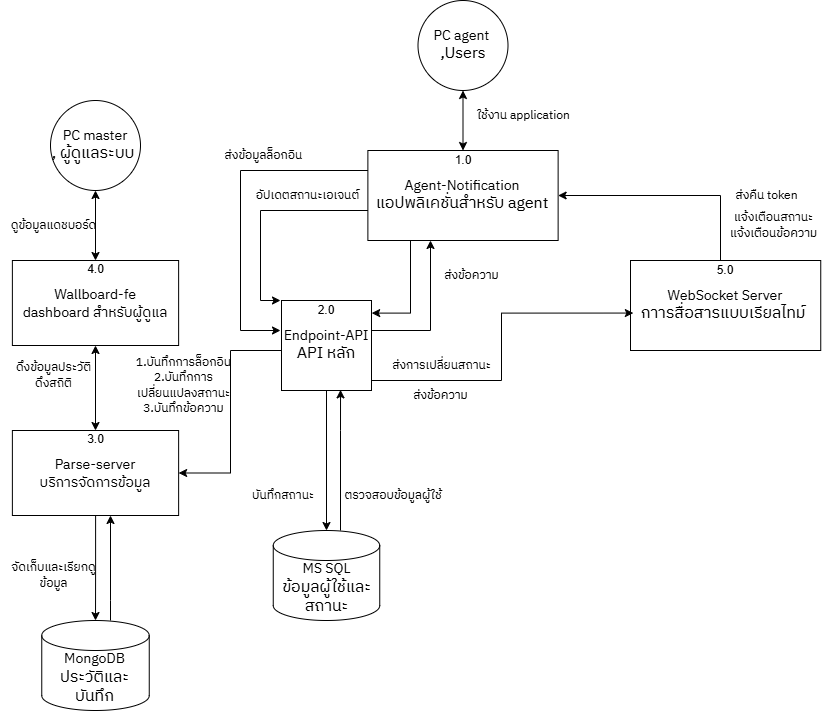 PC agent
,Users
ใช้งาน application
PC master
, ผู้ดูแลระบบ
ส่งข้อมูลล็อกอิน
1.0
Agent-Notification
แอปพลิเคชั่นสำหรับ agent
อัปเดตสถานะเอเจนต์
ส่งคืน token
แจ้งเตือนสถานะ
แจ้งเตือนข้อความ
ดูข้อมูลแดชบอร์ด
4.0
Wallboard-fe
dashboard สำหรับผู้ดูแล
ส่งข้อความ
5.0
WebSocket Server
กาารสื่อสารแบบเรียลไทม์
2.0
Endpoint-API
API หลัก
ดึงข้อมูลประวัติ
ดึงสถิติ
1.บันทึกการล็อกอิน
2.บันทึกการ
เปลี่ยนแปลงสถานะ
3.บันทึกข้อความ
ส่งการเปลี่ยนสถานะ
ส่งข้อความ
3.0
Parse-server
บริการจัดการข้อมูล
บันทึกสถานะ
ตรวจสอบข้อมูลผู้ใช้
จัดเก็บและเรียกดู
ข้อมูล
MS SQL
ข้อมูลผู้ใช้และ
สถานะ
MongoDB
ประวัติและ
บันทึก